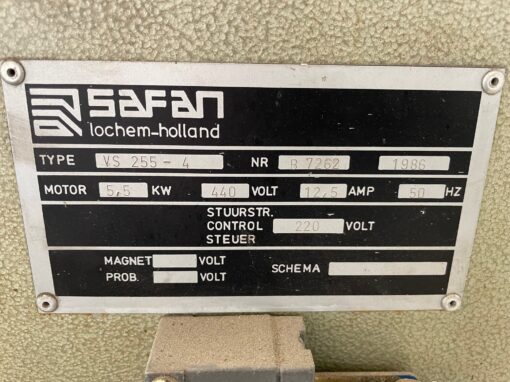 SAFAN
lochem-holland
TYPE VS 255-4 NR B 7262 1986
MOTOR 5,5 KW 440 VOLT 12,5 AMP 50 HZ
STUURSTR.
CONTROL 220 VOLT
STEUER
MAGNET VOLT
PROB. VOLT SCHEMA